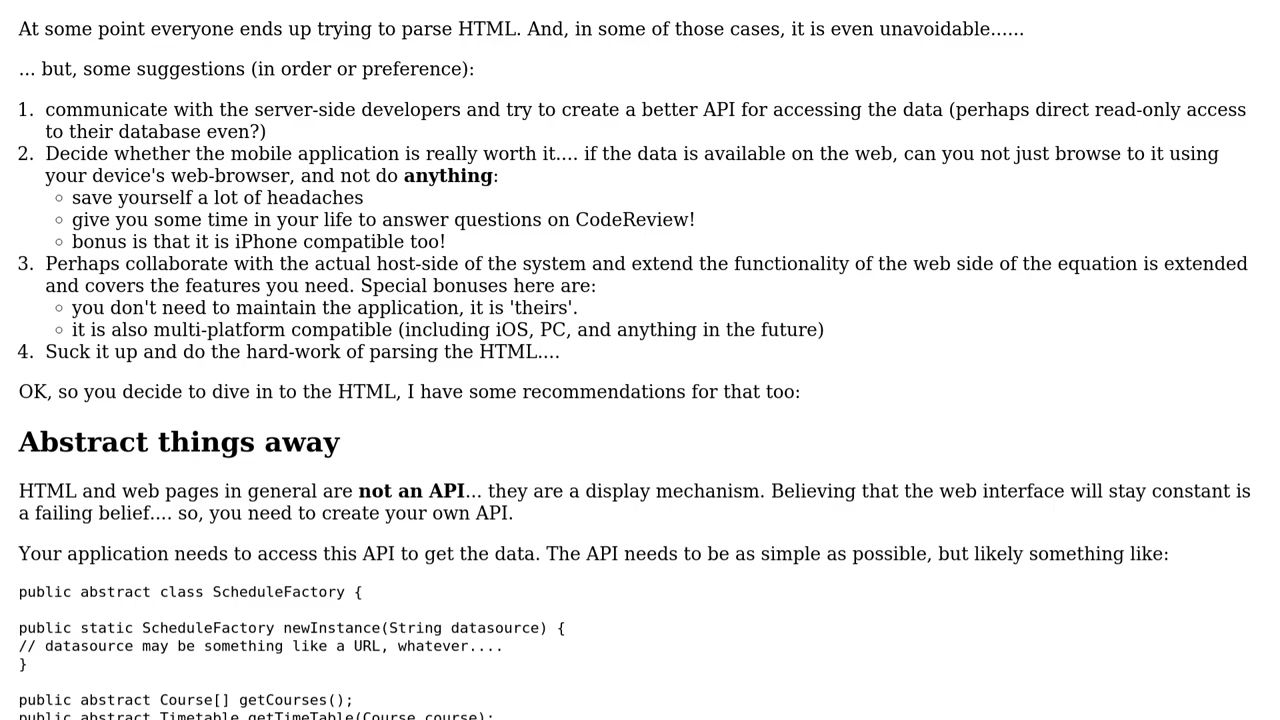 At some point everyone ends up trying to parse HTML. And, in some of those cases, it is even unavoidable......
... but, some suggestions (in order or preference):
1. communicate with the server-side developers and try to create a better API for accessing the data (perhaps direct read-only access
to their database even?)
2. Decide whether the mobile application is really worth it.... if the data is available on the web, can you not just browse to it using
your device's web-browser, and not do anything:
◦ save yourself a lot of headaches
◦ give you some time in your life to answer questions on CodeReview!
◦ bonus is that it is iPhone compatible too!
3. Perhaps collaborate with the actual host-side of the system and extend the functionality of the web side of the equation is extended
and covers the features you need. Special bonuses here are:
◦ you don't need to maintain the application, it is 'theirs'.
◦ it is also multi-platform compatible (including iOS, PC, and anything in the future)
4. Suck it up and do the hard-work of parsing the HTML....
OK, so you decide to dive in to the HTML, I have some recommendations for that too:
Abstract things away
HTML and web pages in general are not an API... they are a display mechanism. Believing that the web interface will stay constant is
a failing belief.... so, you need to create your own API.
Your application needs to access this API to get the data. The API needs to be as simple as possible, but likely something like:
public abstract class ScheduleFactory {
public static ScheduleFactory newInstance(String datasource) {
// datasource may be something like a URL, whatever....
}
public abstract Course[] getCourses();
public abstract Timetable getTimeTable(Course course);